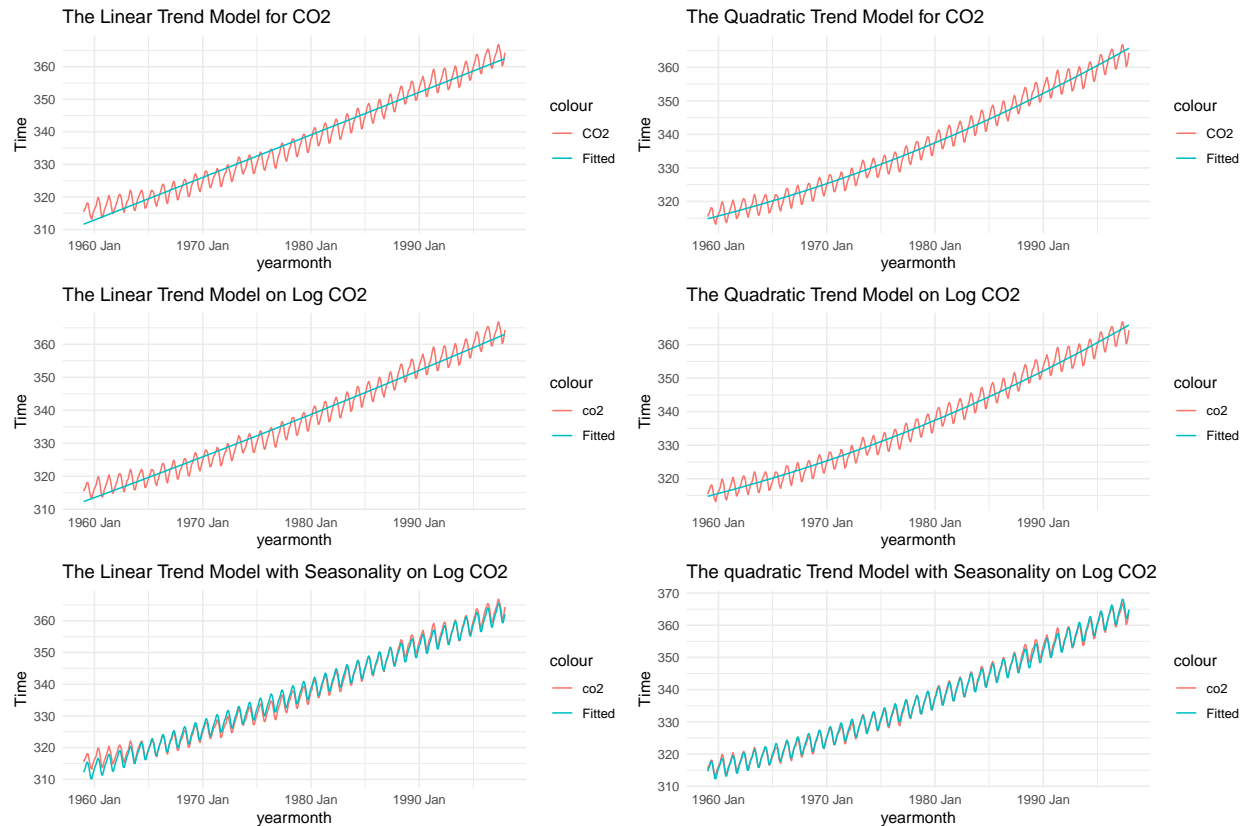 The Linear Trend Model for CO2
360
350
340
330
320
310
Time
1960 Jan
1970 Jan
1980 Jan
1990 Jan
yearmonth
colour
CO2
Fitted
The Quadratic Trend Model for CO2
360
350
340
330
320
Time
1960 Jan
1970 Jan
1980 Jan
1990 Jan
yearmonth
colour
CO2
Fitted
The Linear Trend Model on Log CO2
360
350
340
330
320
310
Time
1960 Jan
1970 Jan
1980 Jan
1990 Jan
yearmonth
colour
co2
Fitted
The Quadratic Trend Model on Log CO2
360
350
340
330
320
Time
1960 Jan
1970 Jan
1980 Jan
1990 Jan
yearmonth
colour
co2
Fitted
The Linear Trend Model with Seasonality on Log CO2
360
350
340
330
320
310
Time
1960 Jan
1970 Jan
1980 Jan
1990 Jan
yearmonth
colour
co2
Fitted
The quadratic Trend Model with Seasonality on Log CO2
370
360
350
340
330
320
310
Time
1960 Jan
1970 Jan
1980 Jan
1990 Jan
yearmonth
colour
co2
Fitted